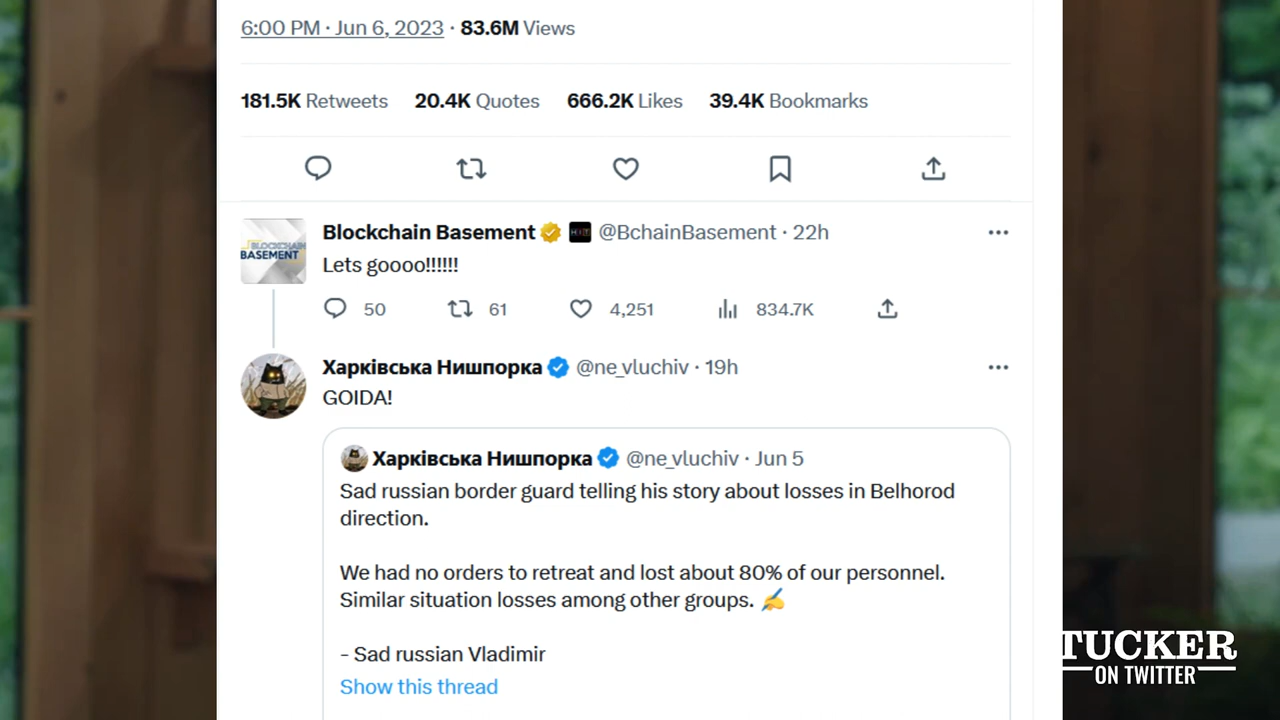 6:00 PM · Jun 6, 2023 · 83.6M Views
181.5K Retweets 20.4K Quotes 666.2K Likes 39.4K Bookmarks
BLOCKCHAIN
BASEMENT
Blockchain Basement @BchainBasement · 22h
Lets goooo!!!!!!
50 61 4,251 834.7K
Харківська Нишпорка @ne_vluchiv · 19h
GOIDA!
Харківська Нишпорка @ne_vluchiv · Jun 5
Sad russian border guard telling his story about losses in Belhorod
direction.
We had no orders to retreat and lost about 80% of our personnel.
Similar situation losses among other groups. ✍️
- Sad russian Vladimir
Show this thread
TUCKER
ON TWITTER